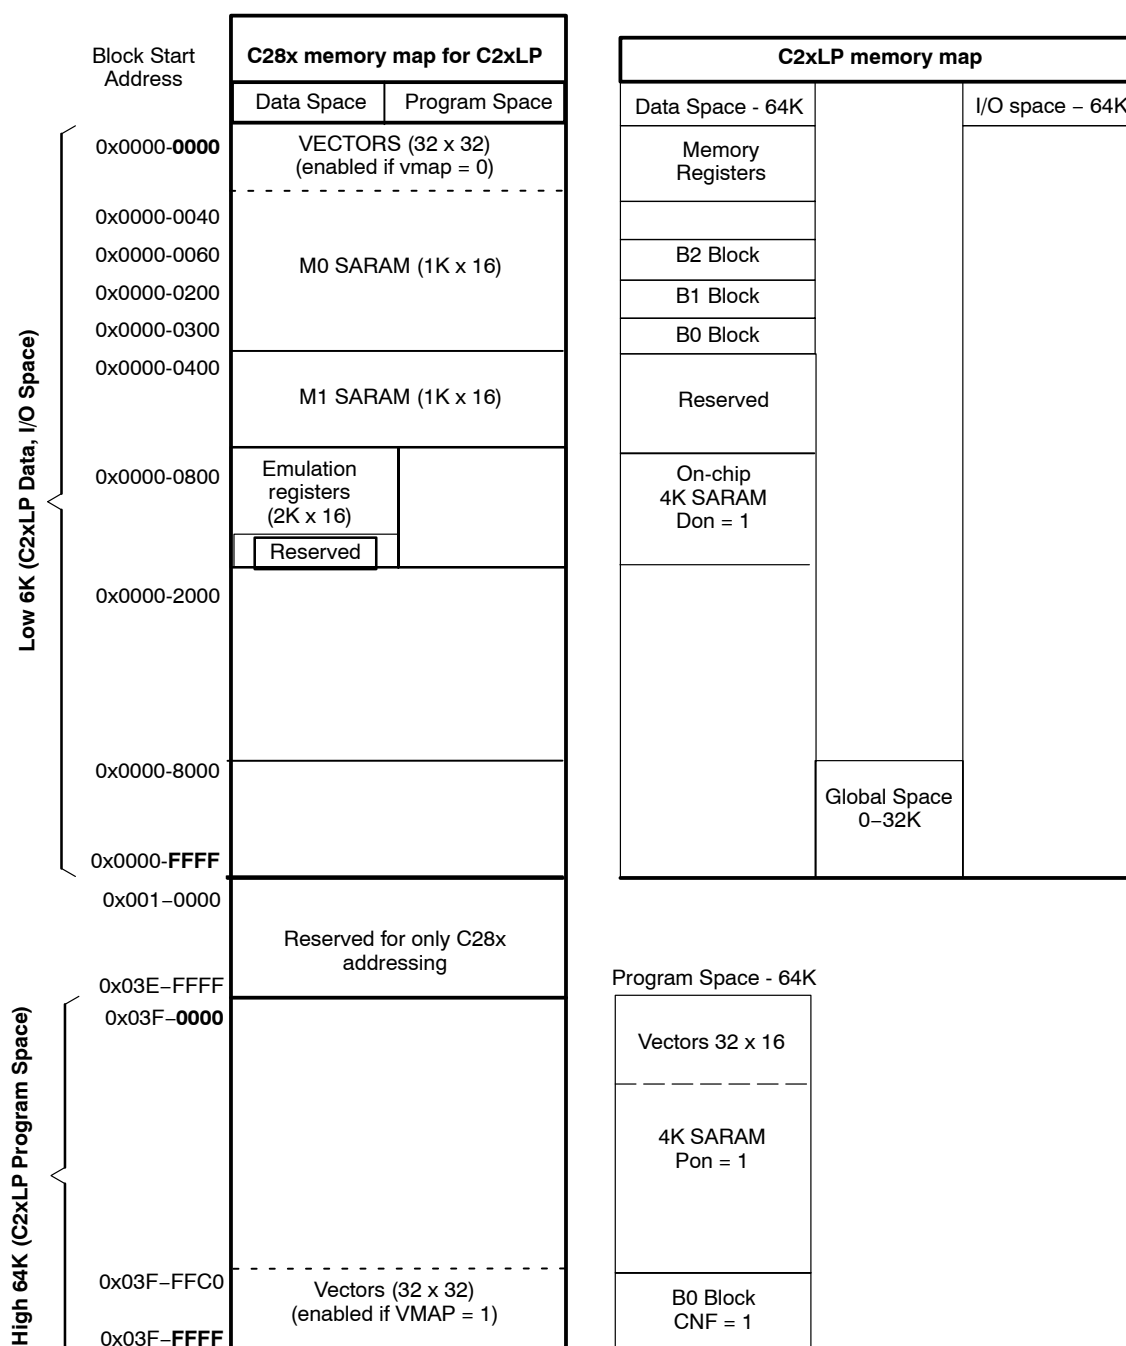 Block Start
Address
C28x memory map for C2xLP
Data Space
Program Space
0x0000-0000
VECTORS (32 x 32)
(enabled if vmap = 0)
0x0000-0040
0x0000-0060
M0 SARAM (1K x 16)
0x0000-0200
0x0000-0300
0x0000-0400
M1 SARAM (1K x 16)
0x0000-0800
Emulation
registers
(2K x 16)
Reserved
0x0000-2000
0x0000-8000
0x0000-FFFF
Low 6K (C2xLP Data, I/O Space)
0x001−0000
Reserved for only C28x
addressing
0x03E−FFFF
0x03F−0000
High 64K (C2xLP Program Space)
0x03F−FFC0
Vectors (32 x 32)
(enabled if VMAP = 1)
0x03F−FFFF
C2xLP memory map
Data Space - 64K
I/O space − 64K
Memory
Registers
B2 Block
B1 Block
B0 Block
Reserved
On-chip
4K SARAM
Don = 1
Global Space
0−32K
Program Space - 64K
Vectors 32 x 16
4K SARAM
Pon = 1
B0 Block
CNF = 1